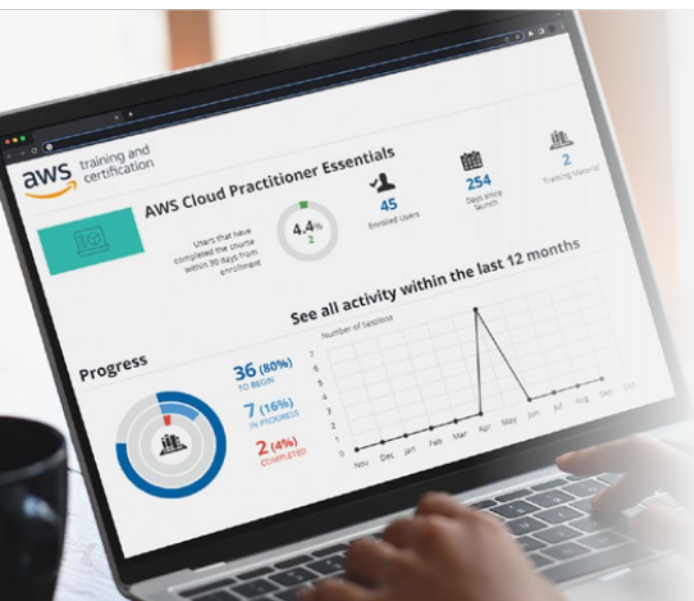 aws training and
certification
AWS Cloud Practitioner Essentials
Users that have
completed the course
within 30 days from
enrollment
4.4%
2
45
Enrolled Users
254
Days since
launch
2
Training Material
See all activity within the last 12 months
Progress
36 (80%)
TO BEGIN
7 (16%)
IN PROGRESS
2 (4%)
COMPLETED
Number of Sessions
7
6
5
4
3
2
1
0
Nov Dec Jan Feb Mar Apr May Jun Jul Aug Sep Oct